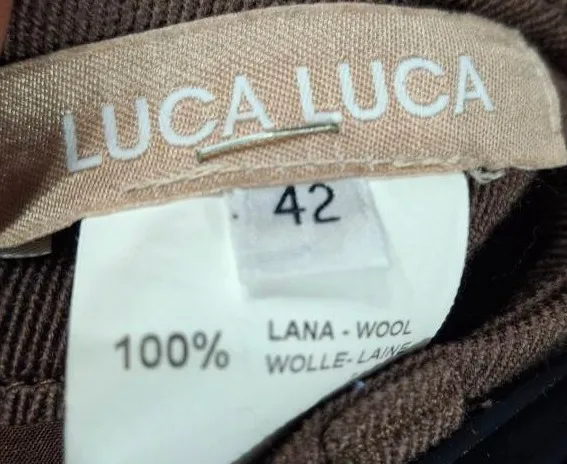 LUCA LUCA
42
100% LANA - WOOL
WOLLE-LAINE